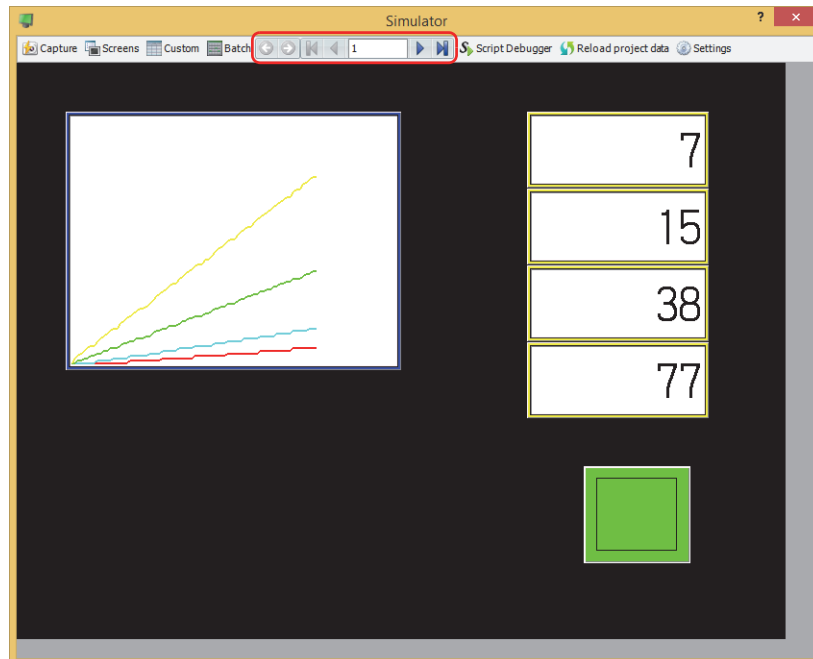 Simulator ?
Capture Screens Custom Batch 1 Script Debugger Reload project data Settings
7
15
38
77